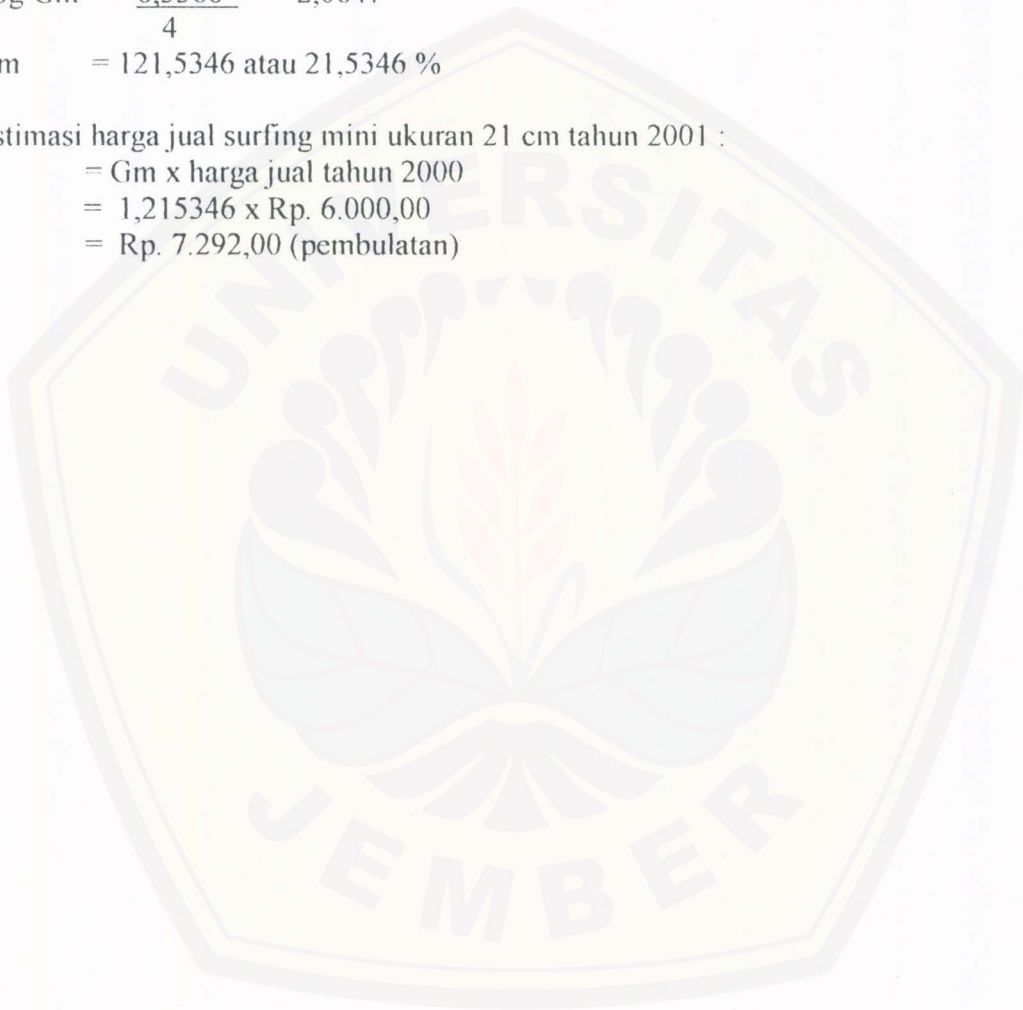 4
= 121,5346 atau 21,5346 %
harga jual surfing mini ukuran 21 cm tahun 2001 :
= Gm x harga jual tahun 2000
= 1,215346 x Rp. 6.000,00
= Rp. 7.292,00 (pembulatan)
UNIVERSITAS
JEMBER